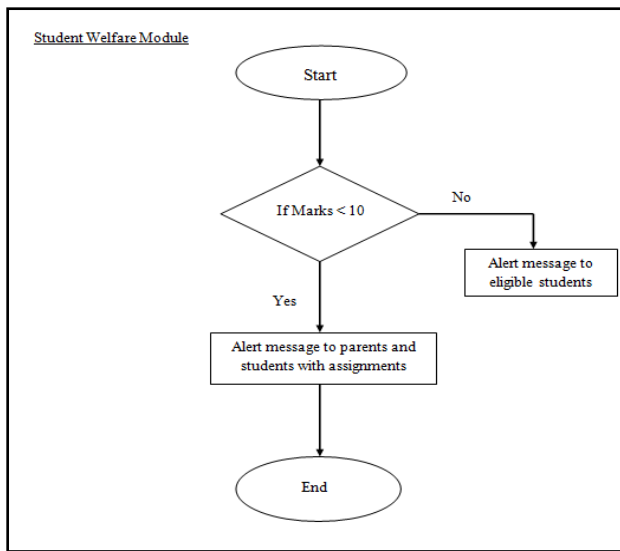 Student Welfare Module
Start
If Marks < 10
No
Alert message to
eligible students
Yes
Alert message to parents and
students with assignments
End